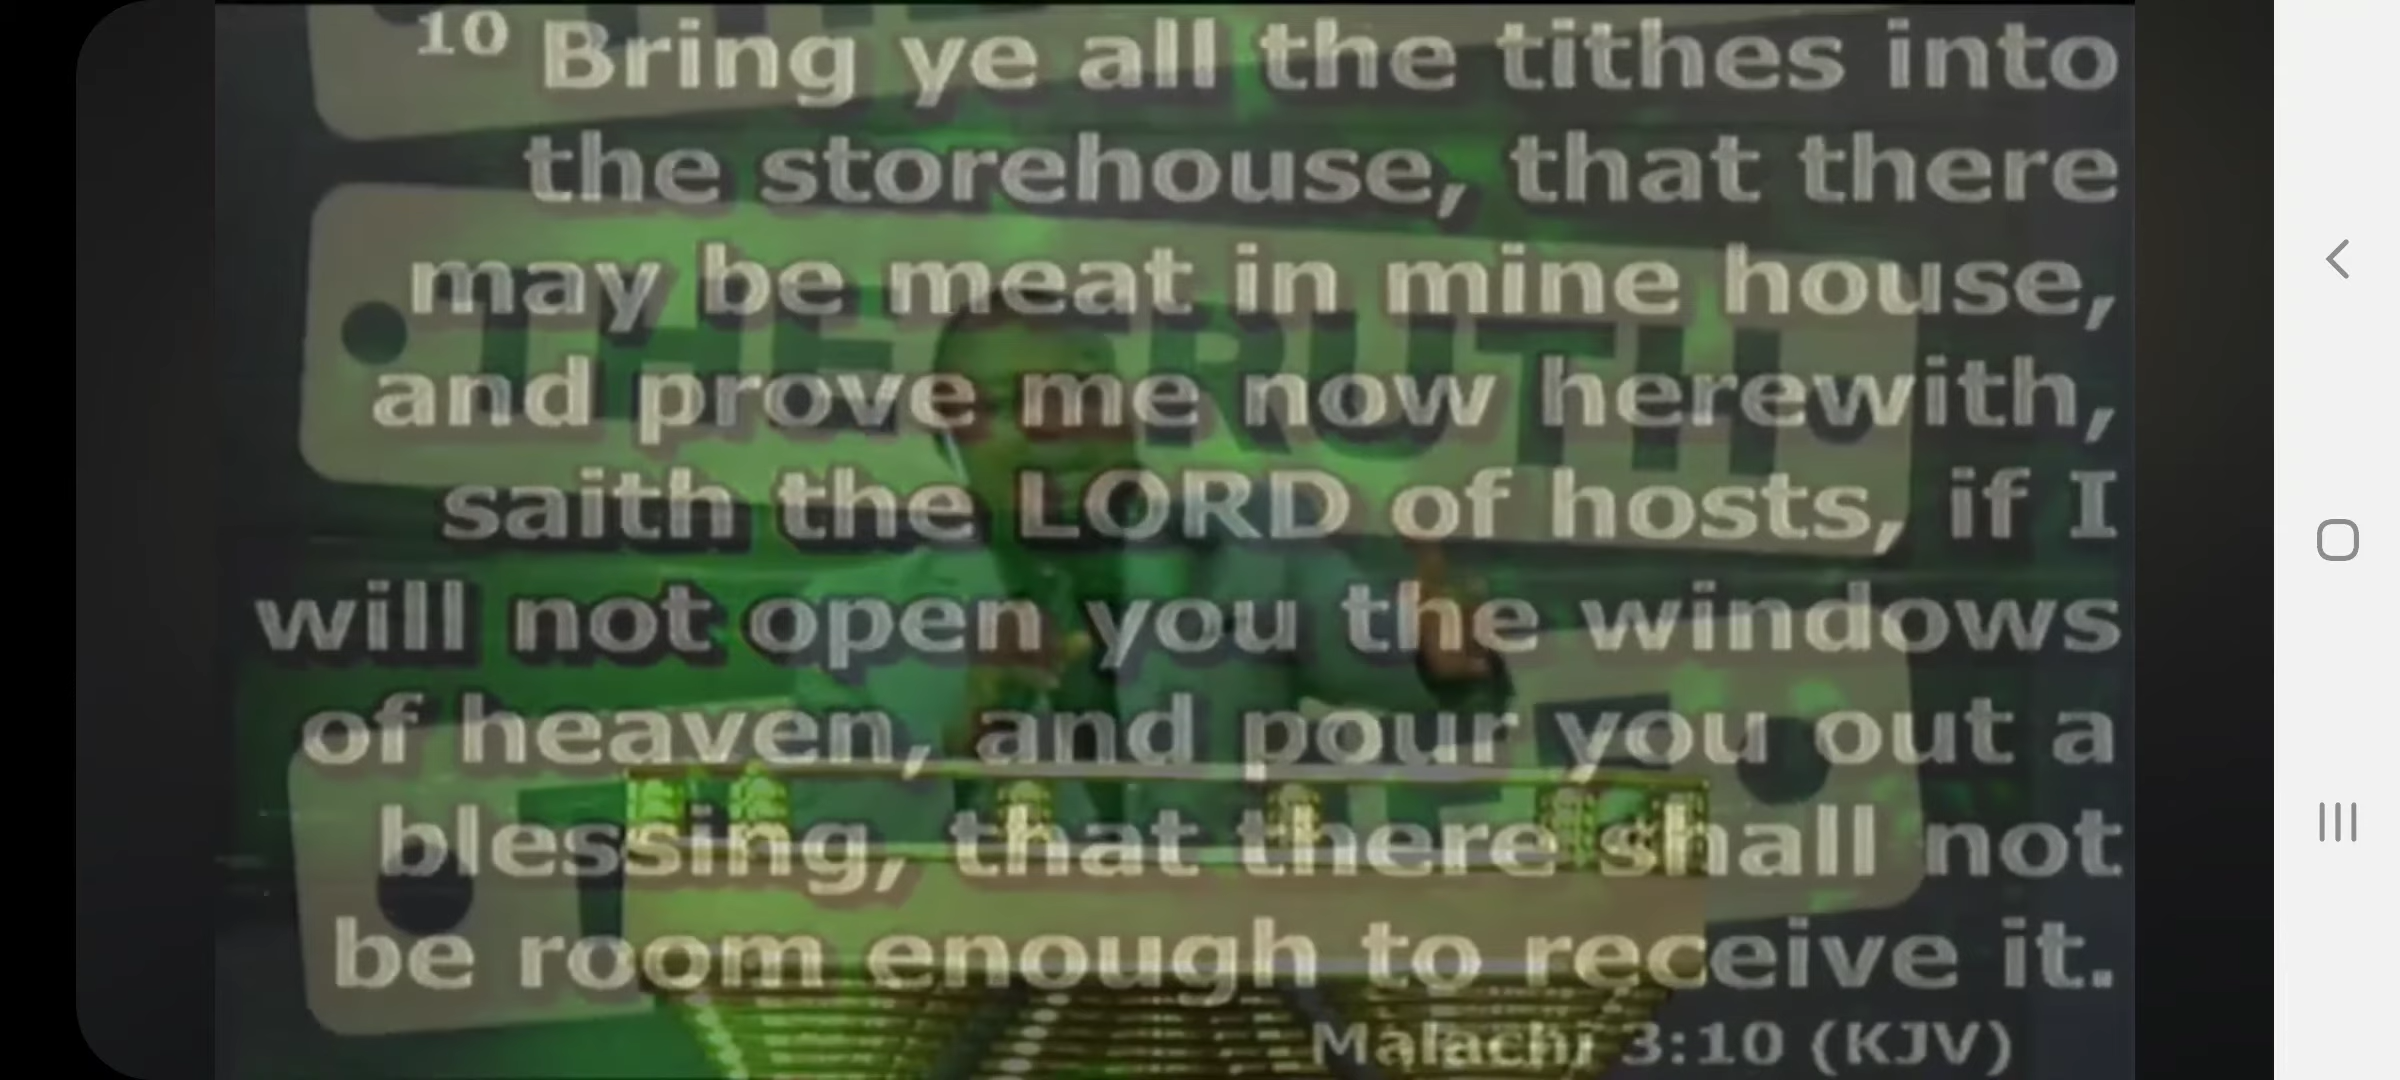 10 Bring ye all the tithes into
the storehouse, that there
may be meat in mine house,
and prove me now herewith,
saith the LORD of hosts, if I
will not open you the windows
of heaven, and pour you out a
blessing, that there shall not
be room enough to receive it.
Malachi 3:10 (KJV)
THE TRUTH